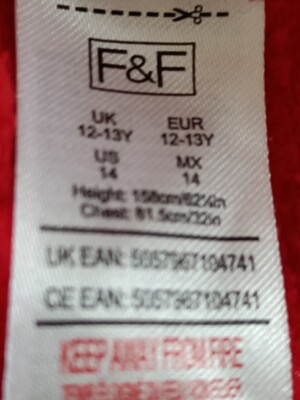 F&F
UK EUR
12-13Y 12-13Y
US MX
14 14
Height: 158cm/62¼in
Chest: 81.5cm/32in
UK EAN: 5057967104741
CE EAN: 5057967104741
KEEP AWAY FROM FIRE